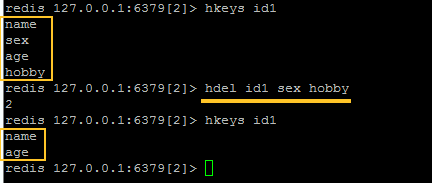 redis 127.0.0.1:6379[2]> hkeys id1
name
sex
age
hobby
redis 127.0.0.1:6379[2]> hdel id1 sex hobby
2
redis 127.0.0.1:6379[2]> hkeys id1
name
age
redis 127.0.0.1:6379[2]>